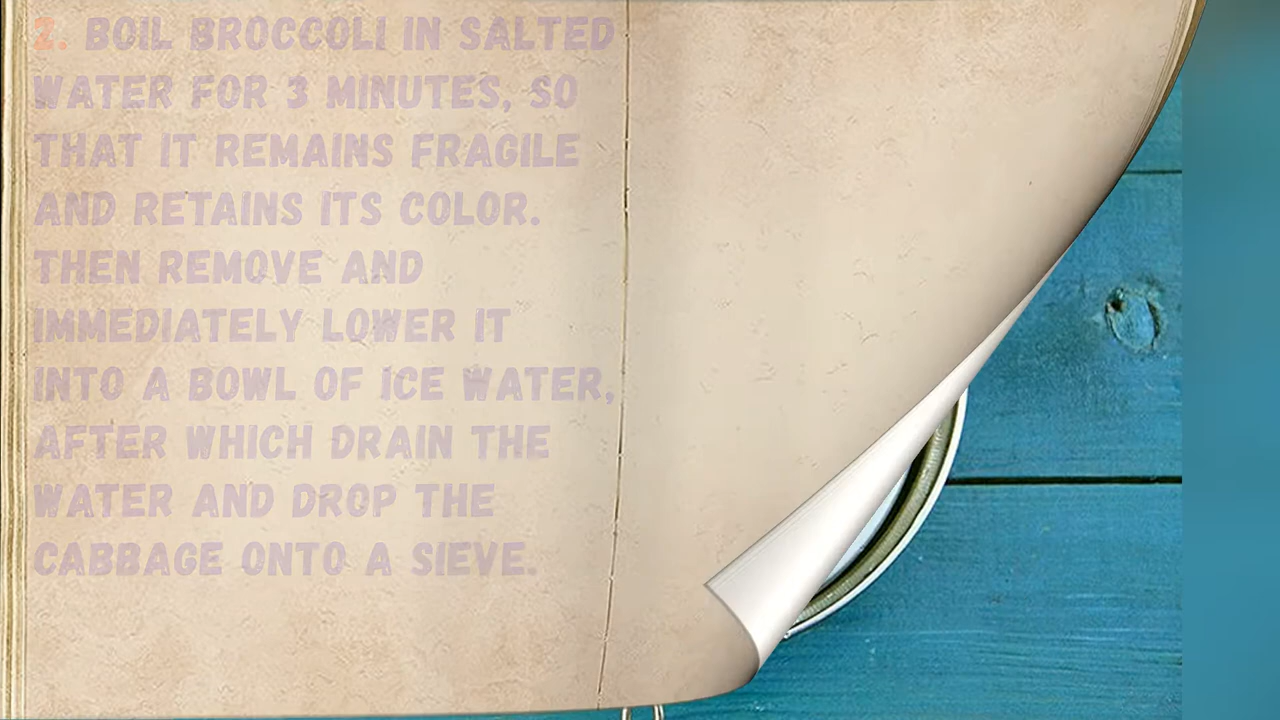 2. BOIL BROCCOLI IN SALTED
WATER FOR 3 MINUTES, SO
THAT IT REMAINS FRAGILE
AND RETAINS ITS COLOR.
THEN REMOVE AND
IMMEDIATELY LOWER IT
INTO A BOWL OF ICE WATER,
AFTER WHICH DRAIN THE
WATER AND DROP THE
CABBAGE ONTO A SIEVE.